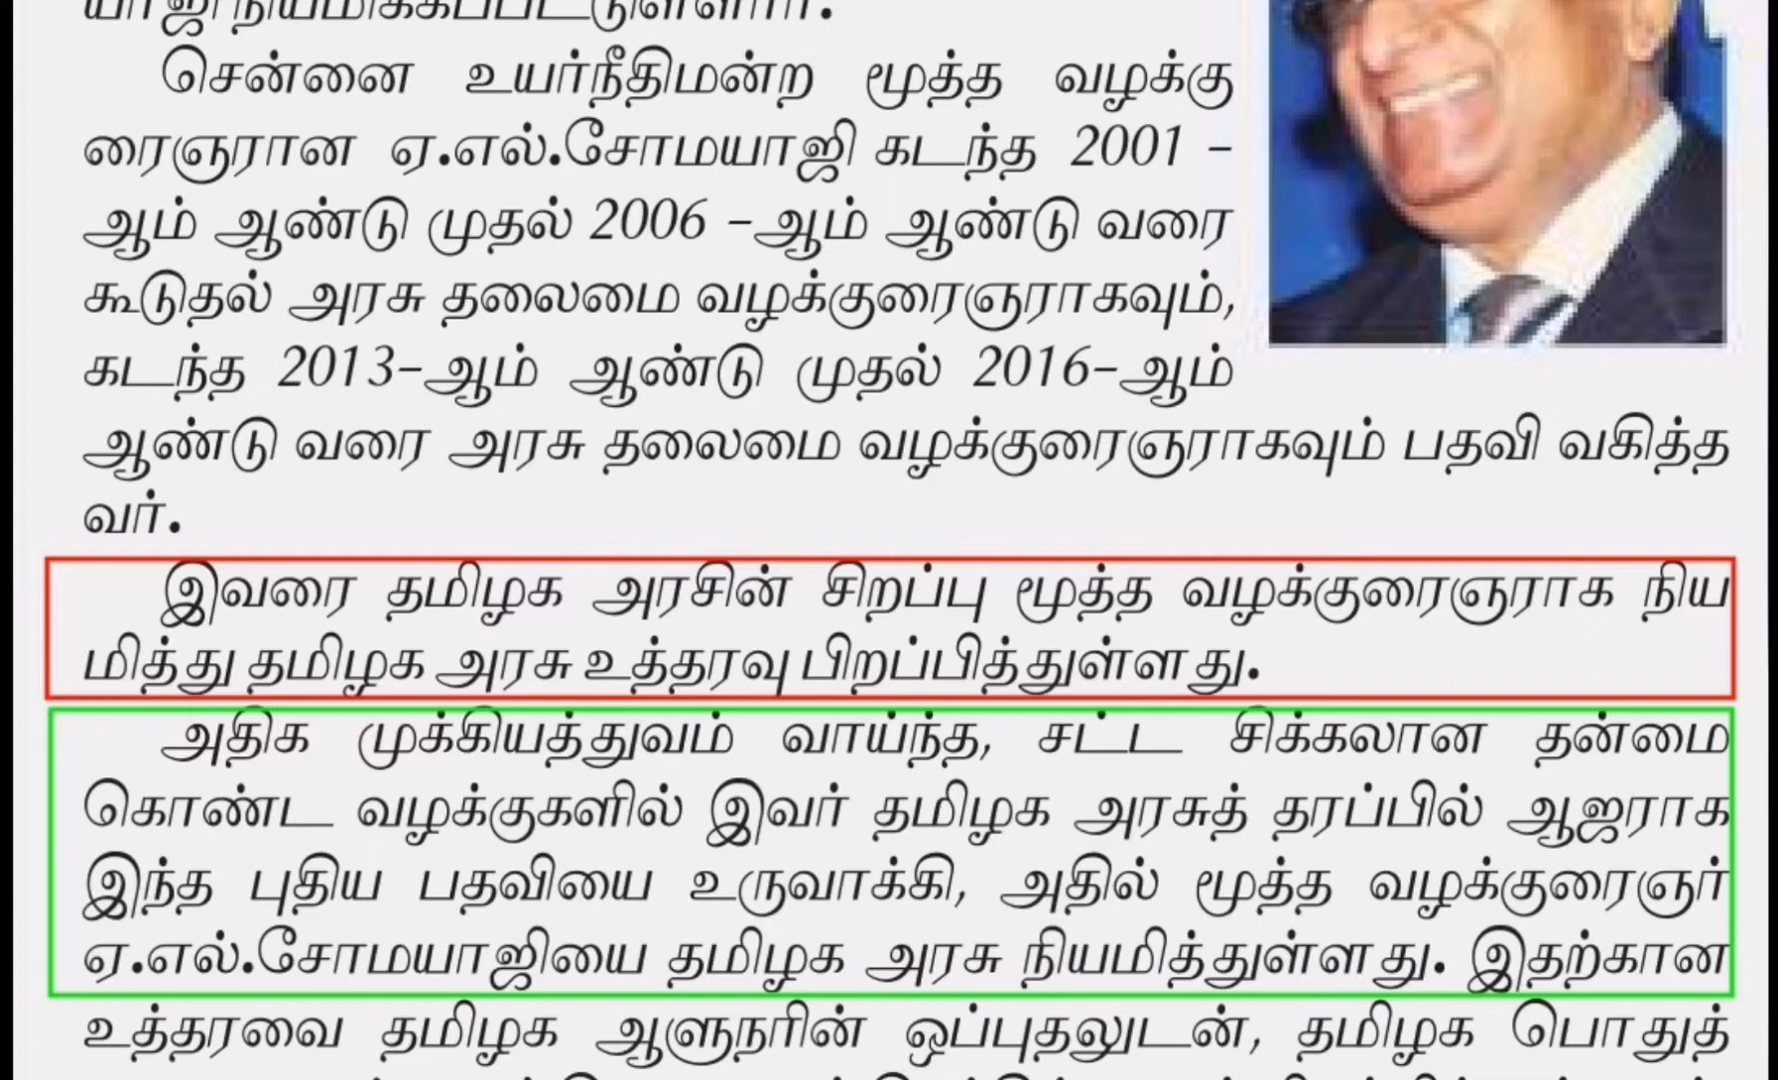 யாஜி நியமிக்கப்பட்டுள்ளார்.
சென்னை உயர்நீதிமன்ற மூத்த வழக்கு
ரைஞரான ஏ.எல்.சோமயாஜி கடந்த 2001 -
ஆம் ஆண்டு முதல் 2006 -ஆம் ஆண்டு வரை
கூடுதல் அரசு தலைமை வழக்குரைஞராகவும்,
கடந்த 2013-ஆம் ஆண்டு முதல் 2016-ஆம்
ஆண்டு வரை அரசு தலைமை வழக்குரைஞராகவும் பதவி வகித்த
வர்.
இவரை தமிழக அரசின் சிறப்பு மூத்த வழக்குரைஞராக நிய
மித்து தமிழக அரசு உத்தரவு பிறப்பித்துள்ளது.
அதிக முக்கியத்துவம் வாய்ந்த, சட்ட சிக்கலான தன்மை
கொண்ட வழக்குகளில் இவர் தமிழக அரசுத் தரப்பில் ஆஜராக
இந்த புதிய பதவியை உருவாக்கி, அதில் மூத்த வழக்குரைஞர்
ஏ.எல்.சோமயாஜியை தமிழக அரசு நியமித்துள்ளது. இதற்கான
உத்தரவை தமிழக ஆளுநரின் ஒப்புதலுடன், தமிழக பொதுத்